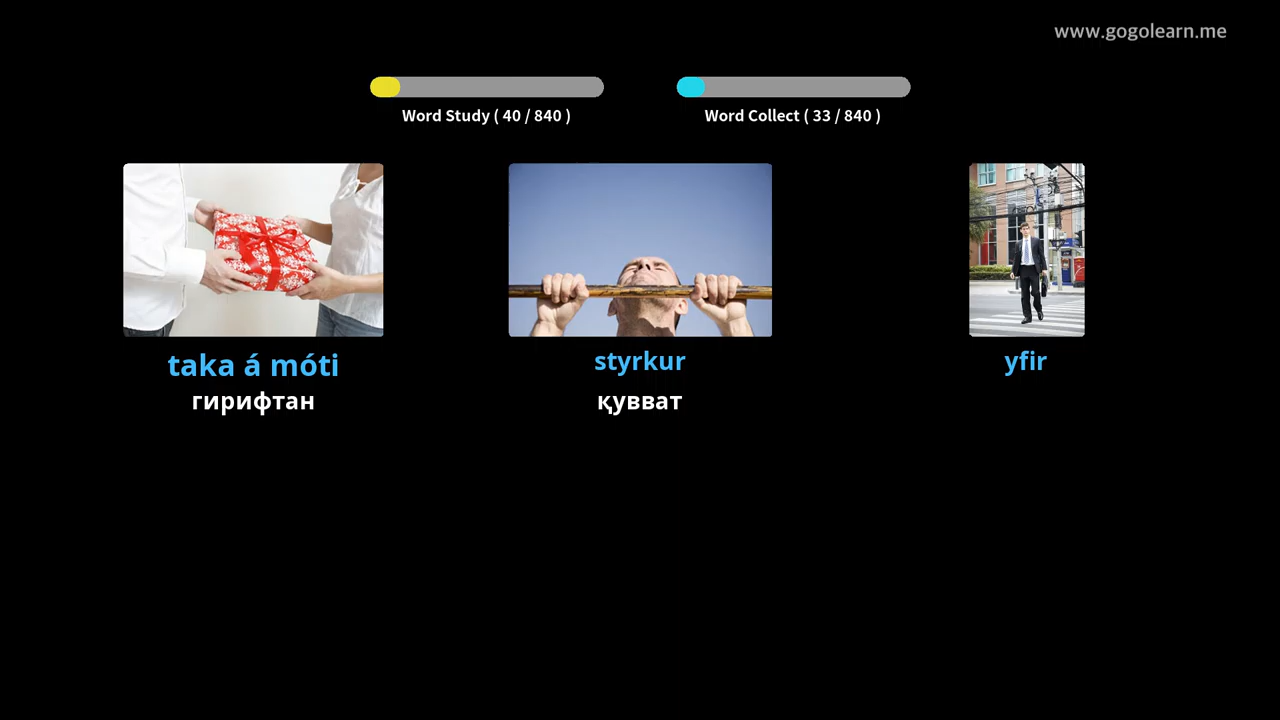 www.gogolearn.me
Word Study ( 40 / 840 )
Word Collect ( 33 / 840 )
taka á móti
гирифтан
styrkur
қувват
yfir